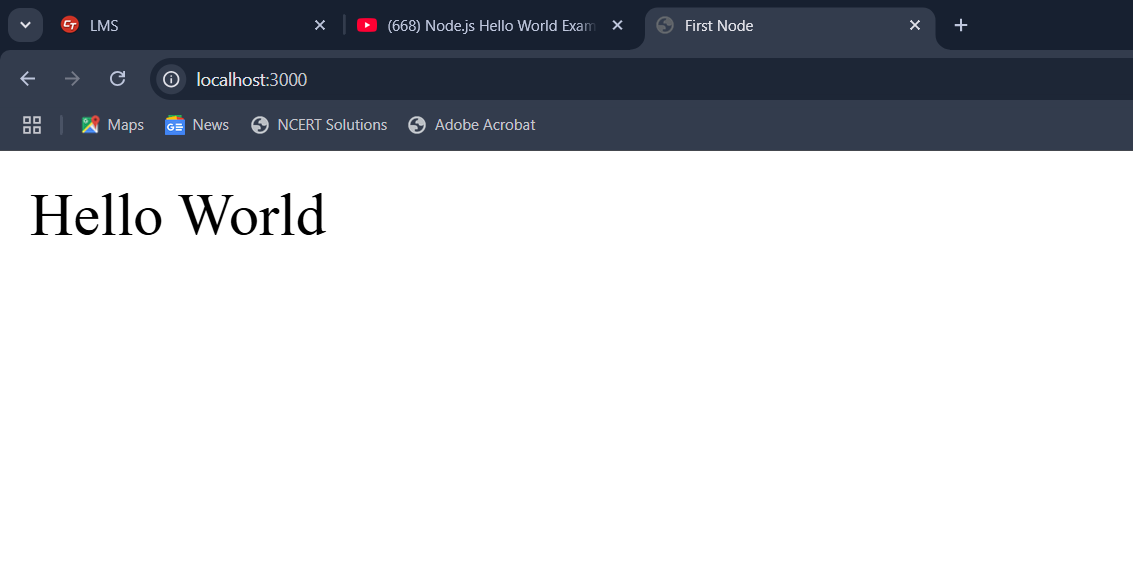 LMS
(668) Node.js Hello World Exam
First Node
localhost:3000
Maps
News
NCERT Solutions
Adobe Acrobat
Hello World